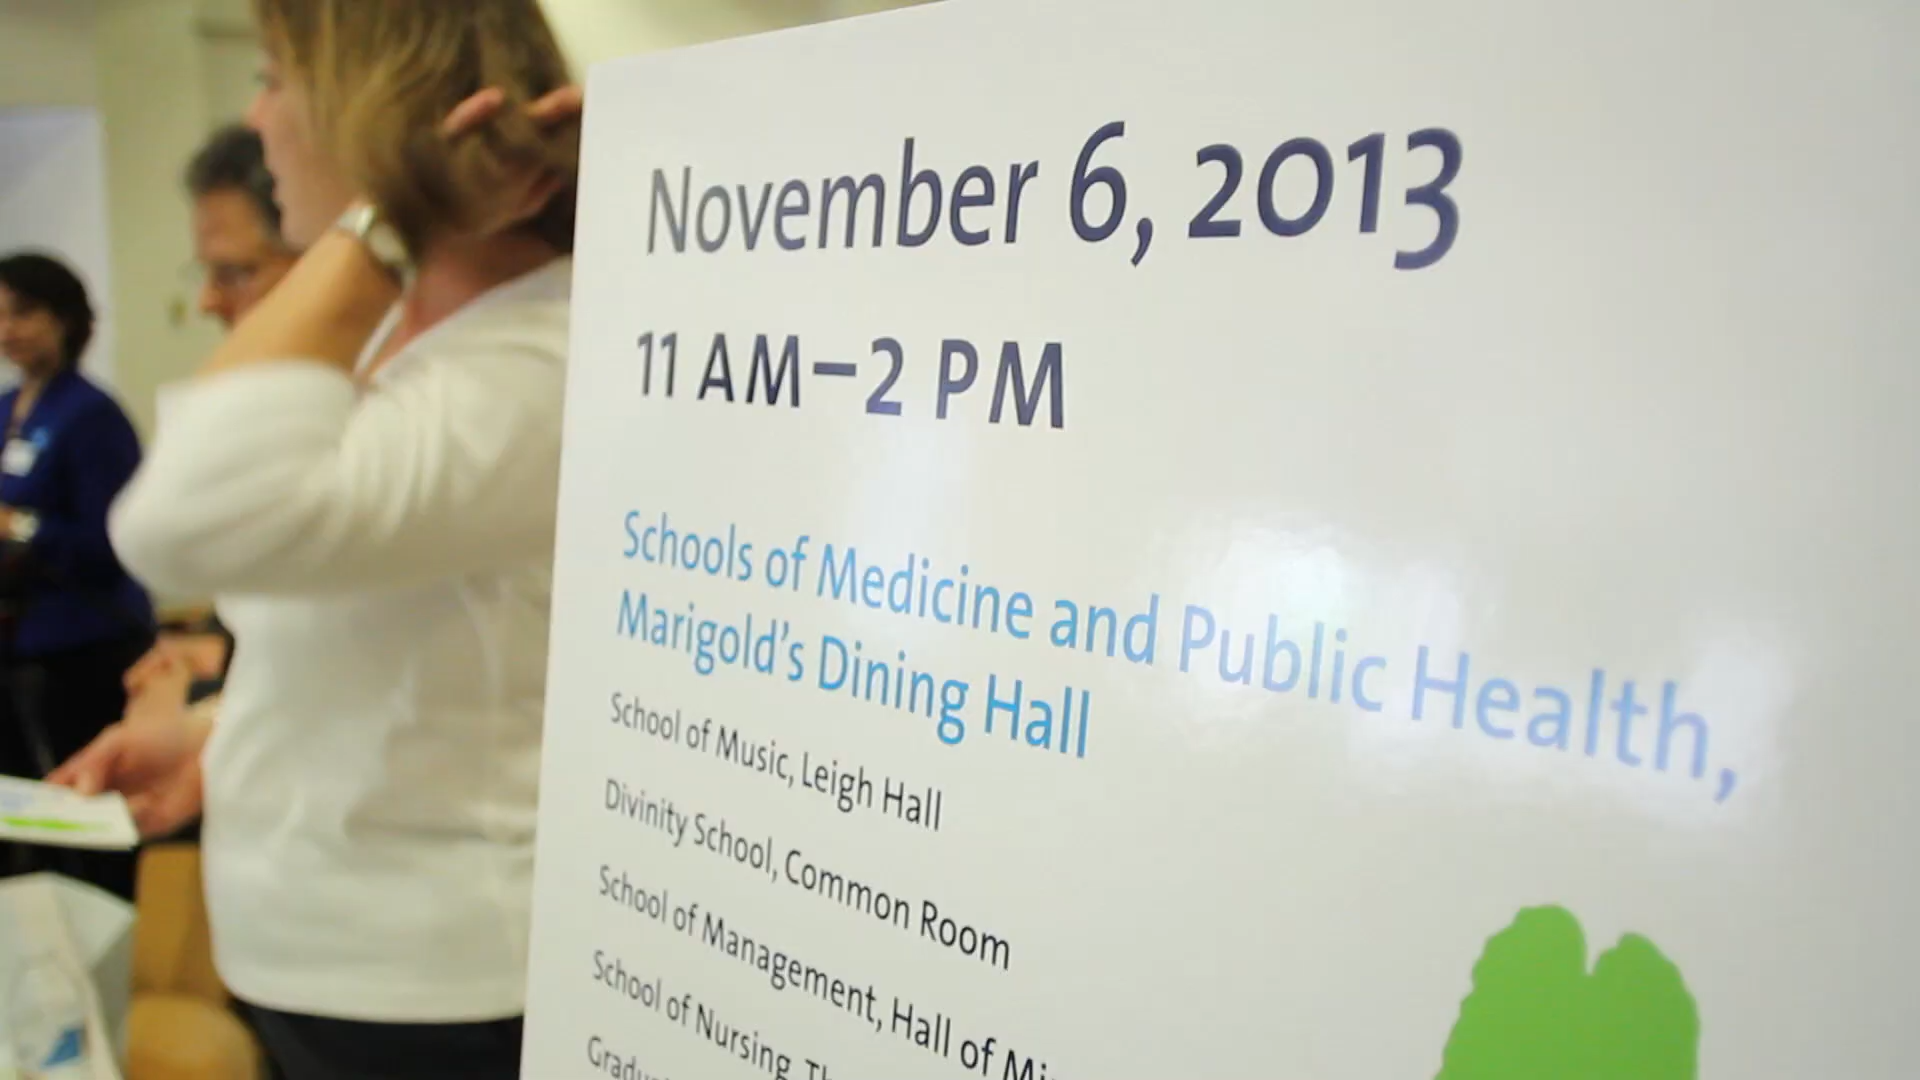 November 6, 2013
11 AM–2 PM
Schools of Medicine and Public Health,
Marigold's Dining Hall
School of Music, Leigh Hall
Divinity School, Common Room
School of Management, Hall of
School of Nursing,